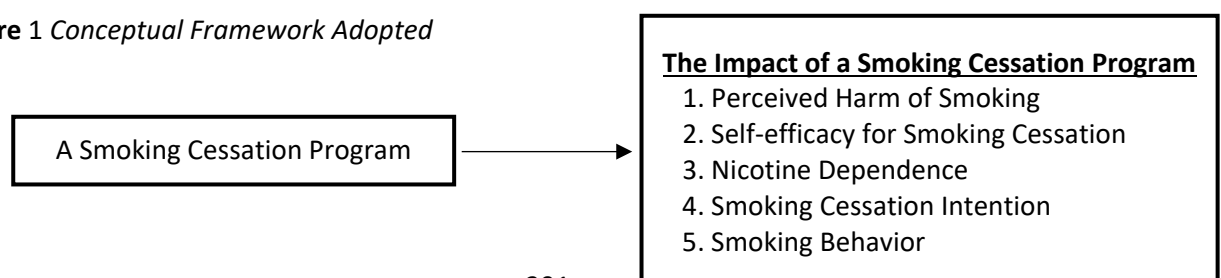 re 1 Conceptual Framework Adopted
The Impact of a Smoking Cessation Program
1. Perceived Harm of Smoking
A Smoking Cessation Program
2. Self-efficacy for Smoking Cessation
3. Nicotine Dependence
4. Smoking Cessation Intention
5. Smoking Behavior